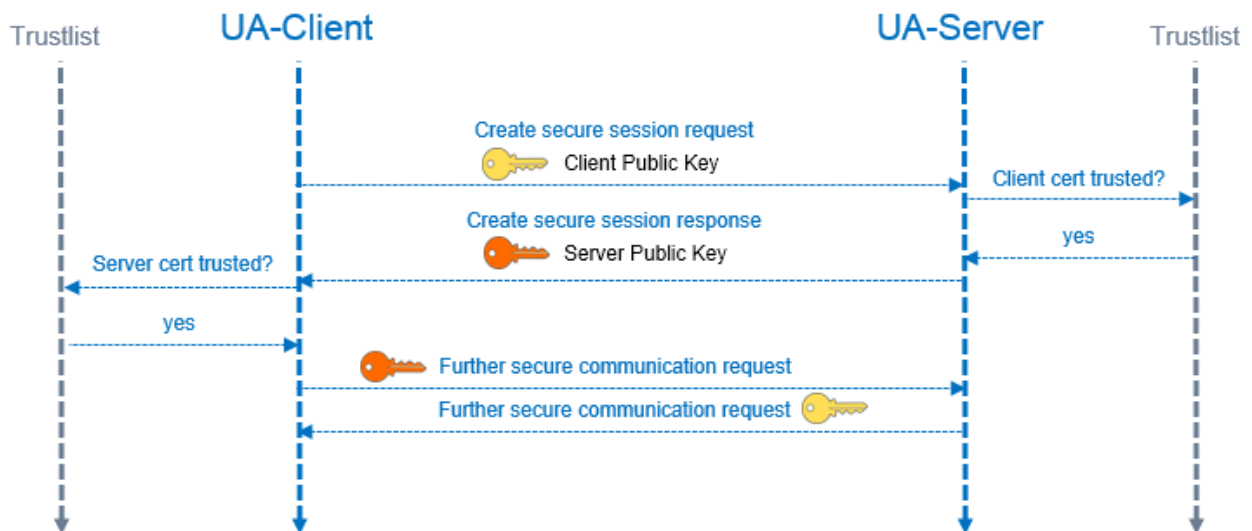 Trustlist
UA-Client
UA-Server
Trustlist
Create secure session request
Client Public Key
Client cert trusted?
Create secure session response
Server Public Key
yes
Server cert trusted?
yes
Further secure communication request
Further secure communication request